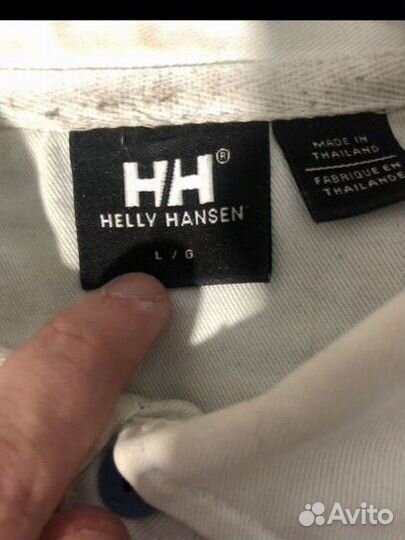 HH®
HELLY HANSEN
L / G
MADE IN
THAILAND
FABRIQUE EN
THAILANDE
Avito